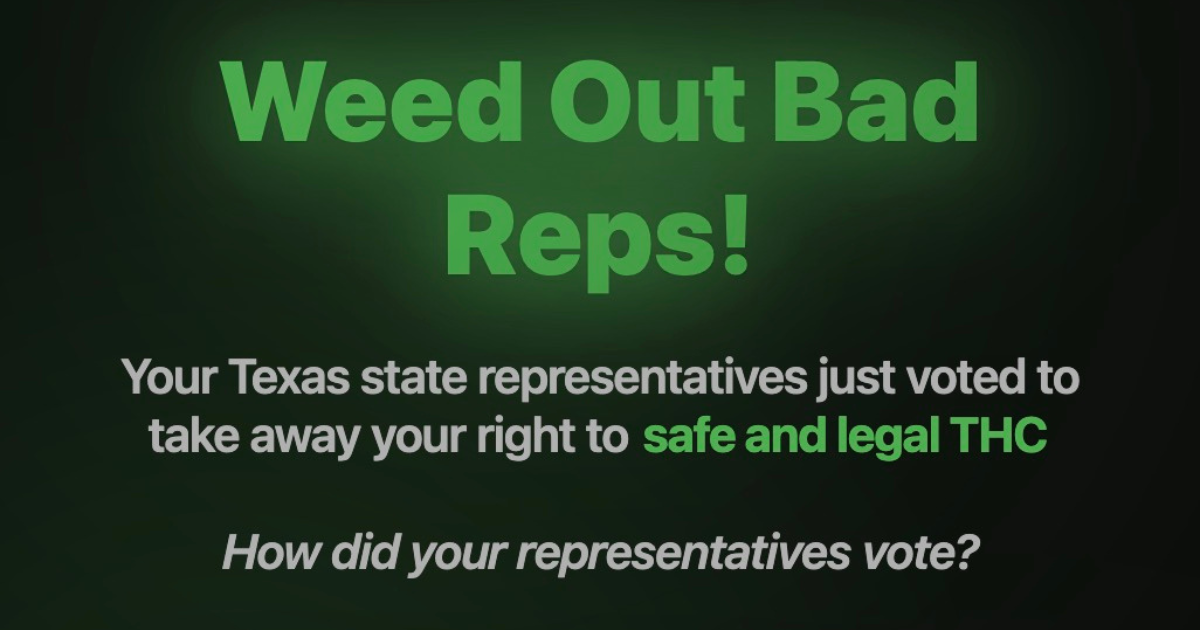 Weed Out Bad
Reps!
Your Texas state representatives just voted to
take away your right to safe and legal THC
How did your representatives vote?